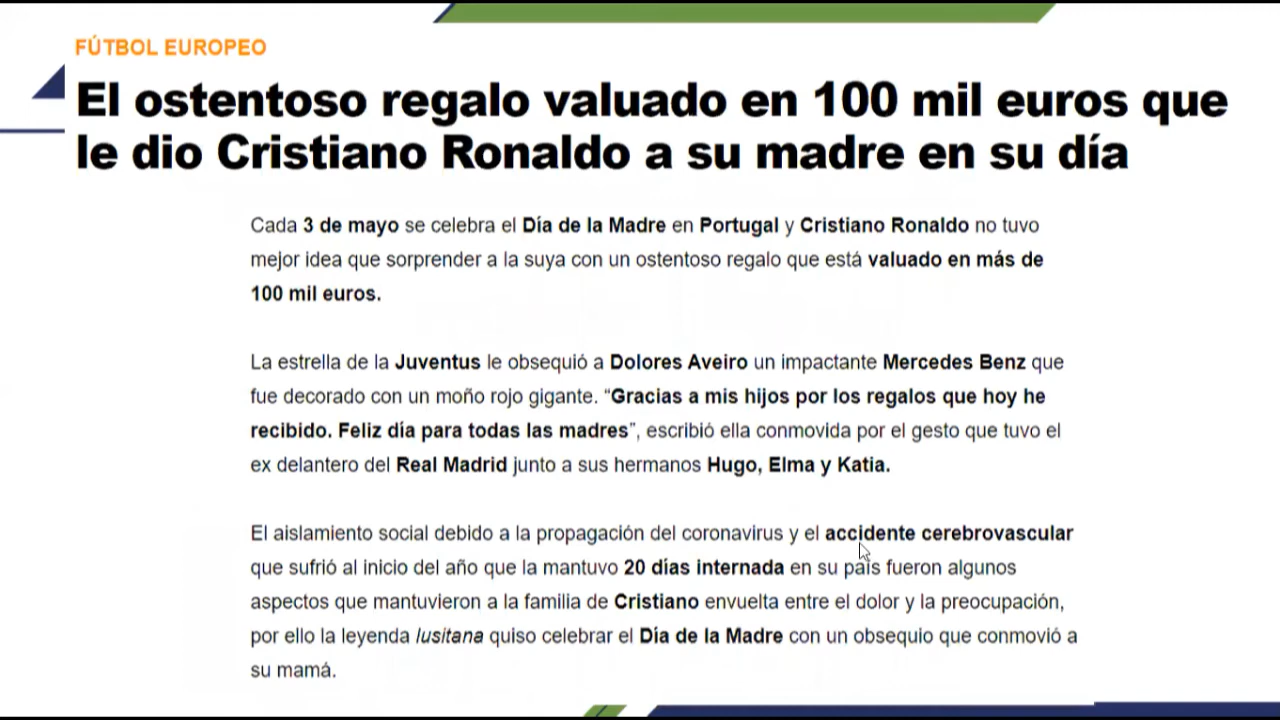 FÚTBOL EUROPEO
El ostentoso regalo valuado en 100 mil euros que
le dio Cristiano Ronaldo a su madre en su día
Cada 3 de mayo se celebra el Día de la Madre en Portugal y Cristiano Ronaldo no tuvo
mejor idea que sorprender a la suya con un ostentoso regalo que está valuado en más de
100 mil euros.
La estrella de la Juventus le obsequió a Dolores Aveiro un impactante Mercedes Benz que
fue decorado con un moño rojo gigante. “Gracias a mis hijos por los regalos que hoy he
recibido. Feliz día para todas las madres”, escribió ella conmovida por el gesto que tuvo el
ex delantero del Real Madrid junto a sus hermanos Hugo, Elma y Katia.
El aislamiento social debido a la propagación del coronavirus y el accidente cerebrovascular
que sufrió al inicio del año que la mantuvo 20 días internada en su país fueron algunos
aspectos que mantuvieron a la familia de Cristiano envuelta entre el dolor y la preocupación,
por ello la leyenda lusitana quiso celebrar el Día de la Madre con un obsequio que conmovió a
su mamá.